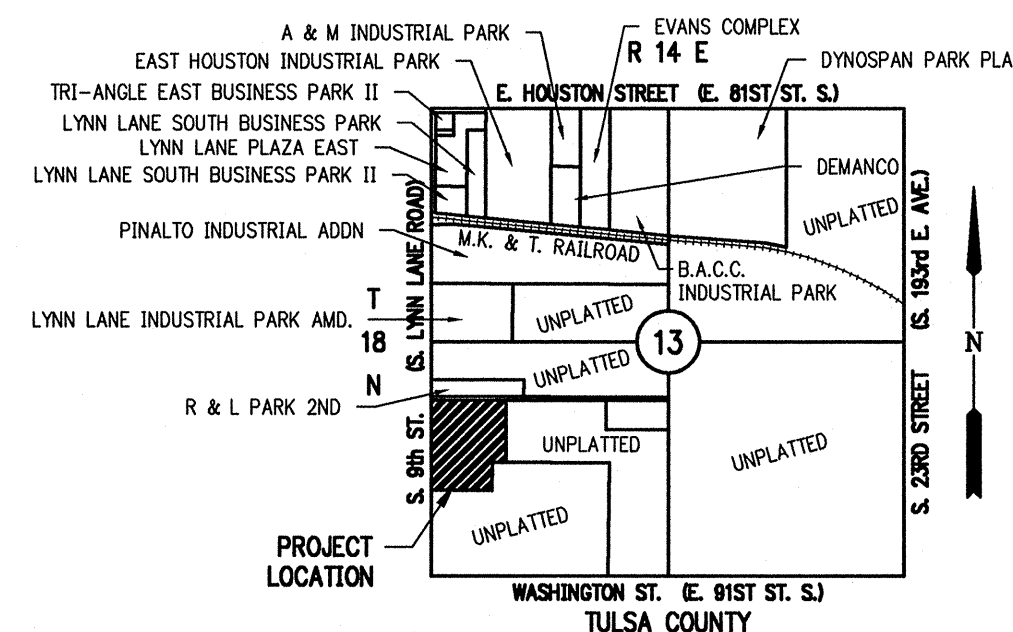 A & M INDUSTRIAL PARK
EVANS COMPLEX
R 14 E
EAST HOUSTON INDUSTRIAL PARK
DYNOSPAN PARK PLA
TRI-ANGLE EAST BUSINESS PARK II
E. HOUSTON STREET (E. 81ST ST. S.)
LYNN LANE SOUTH BUSINESS PARK
LYNN LANE PLAZA EAST
DEMANCO
LYNN LANE SOUTH BUSINESS PARK II
UNPLATTED
PINALTO INDUSTRIAL ADDN
M.K. & T. RAILROAD
B.A.C.C.
INDUSTRIAL PARK
(S. LYNN LANE ROAD)
(S. 193rd E. AVE.)
T
18
N
LYNN LANE INDUSTRIAL PARK AMD.
UNPLATTED
13
N
UNPLATTED
R & L PARK 2ND
S. 9th ST.
UNPLATTED
UNPLATTED
S. 23RD STREET
UNPLATTED
PROJECT
LOCATION
WASHINGTON ST. (E. 91ST ST. S.)
TULSA COUNTY